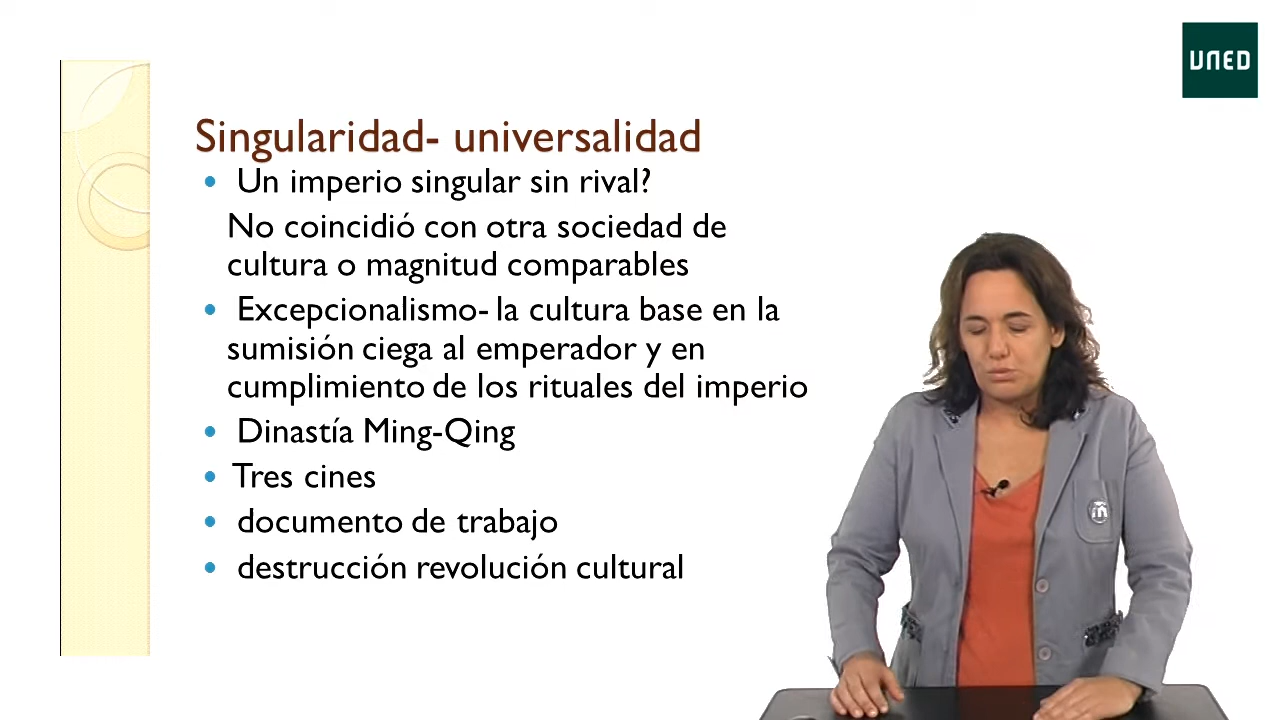 UNED
Singularidad- universalidad
Un imperio singular sin rival?
No coincidió con otra sociedad de
cultura o magnitud comparables
Excepcionalismo- la cultura base en la
sumisión ciega al emperador y en
cumplimiento de los rituales del imperio
Dinastía Ming-Qing
Tres cines
documento de trabajo
destrucción revolución cultural